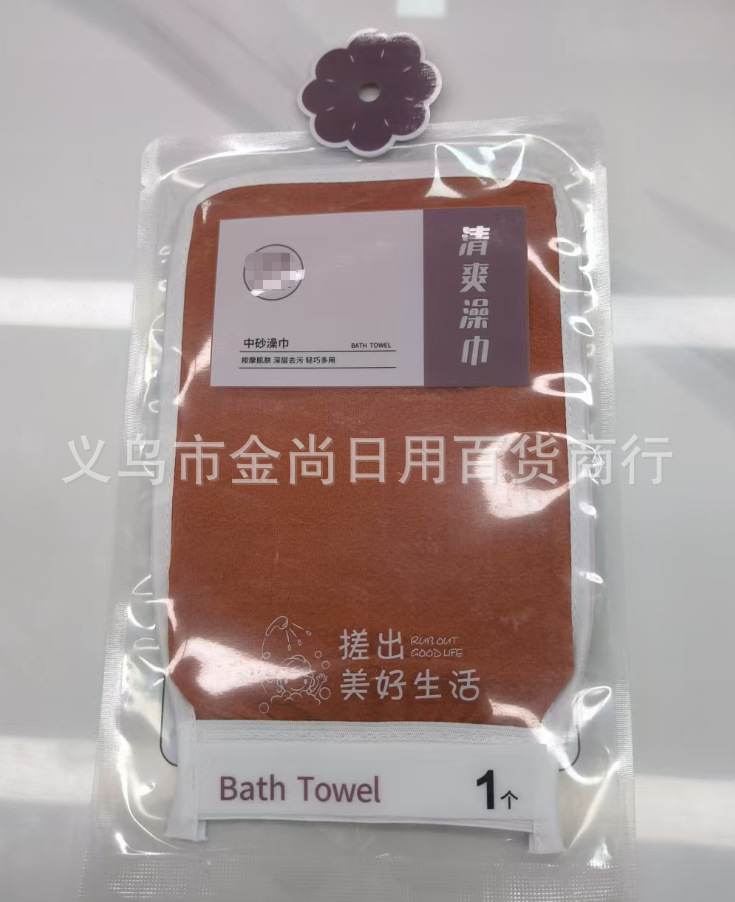 清爽澡巾
中砂澡巾 BATH TOWEL
按摩肌肤 深层去污 轻巧多用
义乌市金尚日用百货商行
搓出 RUB OUT
GOOD LIFE
美好生活
Bath Towel 1个